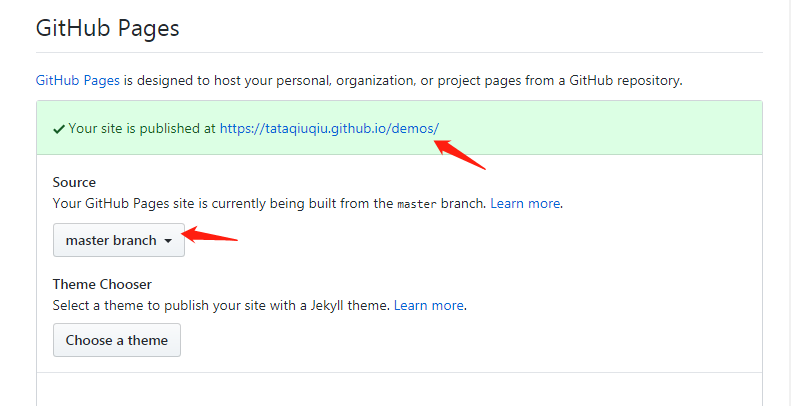 GitHub Pages
GitHub Pages is designed to host your personal, organization, or project pages from a GitHub repository.
✓ Your site is published at https://tataqiuqiu.github.io/demos/
Source
Your GitHub Pages site is currently being built from the master branch. Learn more.
master branch
Theme Chooser
Select a theme to publish your site with a Jekyll theme. Learn more.
Choose a theme